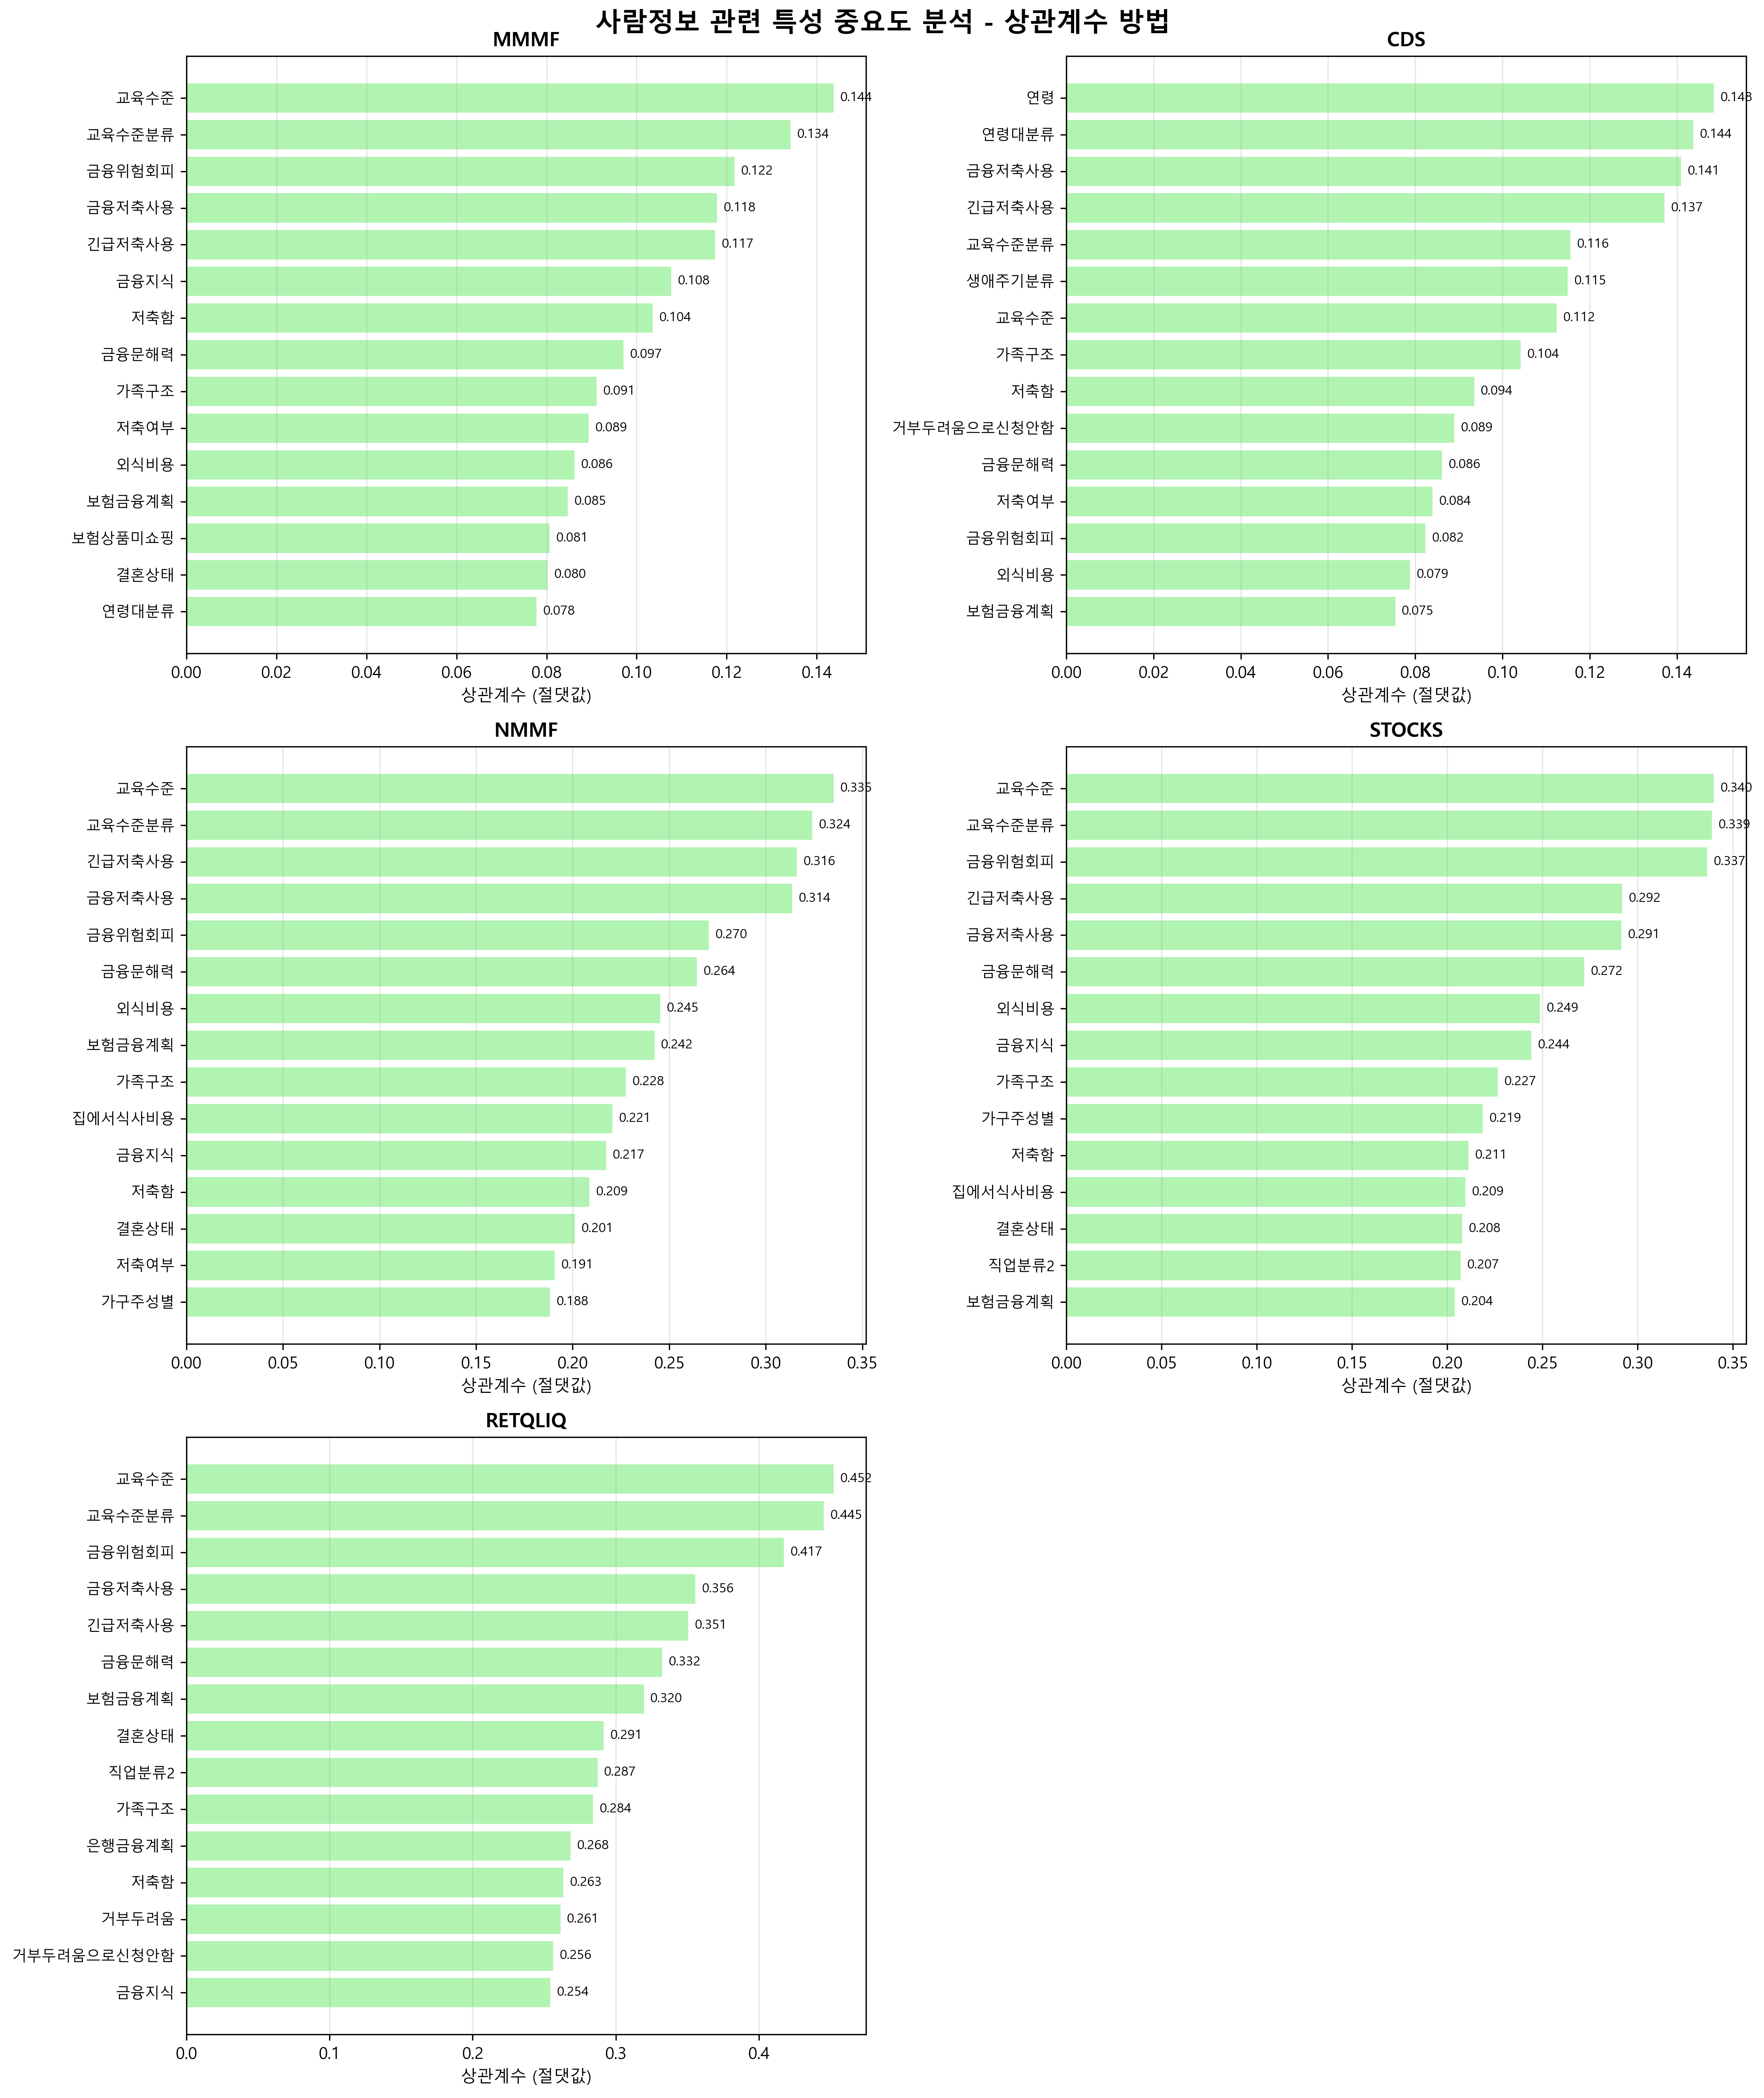 사람정보 관련 특성 중요도 분석 - 상관계수 방법
MMMF
교육수준 0.144
교육수준분류 0.134
금융위험회피 0.122
금융저축사용 0.118
긴급저축사용 0.117
금융지식 0.108
저축함 0.104
금융문해력 0.097
가족구조 0.091
저축여부 0.089
외식비용 0.086
보험금융계획 0.085
보험상품미쇼핑 0.081
결혼상태 0.080
연령대분류 0.078
0.00 0.02 0.04 0.06 0.08 0.10 0.12 0.14
상관계수 (절댓값)
CDS
연령 0.148
연령대분류 0.144
금융저축사용 0.141
긴급저축사용 0.137
교육수준분류 0.116
생애주기분류 0.115
교육수준 0.112
가족구조 0.104
저축함 0.094
거부두려움으로신청안함 0.089
금융문해력 0.086
저축여부 0.084
금융위험회피 0.082
외식비용 0.079
보험금융계획 0.075
0.00 0.02 0.04 0.06 0.08 0.10 0.12 0.14
상관계수 (절댓값)
NMMF
교육수준 0.335
교육수준분류 0.324
긴급저축사용 0.316
금융저축사용 0.314
금융위험회피 0.270
금융문해력 0.264
외식비용 0.245
보험금융계획 0.242
가족구조 0.228
집에서식사비용 0.221
금융지식 0.217
저축함 0.209
결혼상태 0.201
저축여부 0.191
가구주성별 0.188
0.00 0.05 0.10 0.15 0.20 0.25 0.30 0.35
상관계수 (절댓값)
STOCKS
교육수준 0.340
교육수준분류 0.339
금융위험회피 0.337
긴급저축사용 0.292
금융저축사용 0.291
금융문해력 0.272
외식비용 0.249
금융지식 0.244
가족구조 0.227
가구주성별 0.219
저축함 0.211
집에서식사비용 0.209
결혼상태 0.208
직업분류2 0.207
보험금융계획 0.204
0.00 0.05 0.10 0.15 0.20 0.25 0.30 0.35
상관계수 (절댓값)
RETQLIQ
교육수준 0.452
교육수준분류 0.445
금융위험회피 0.417
금융저축사용 0.356
긴급저축사용 0.351
금융문해력 0.332
보험금융계획 0.320
결혼상태 0.291
직업분류2 0.287
가족구조 0.284
은행금융계획 0.268
저축함 0.263
거부두려움 0.261
거부두려움으로신청안함 0.256
금융지식 0.254
0.0 0.1 0.2 0.3 0.4
상관계수 (절댓값)